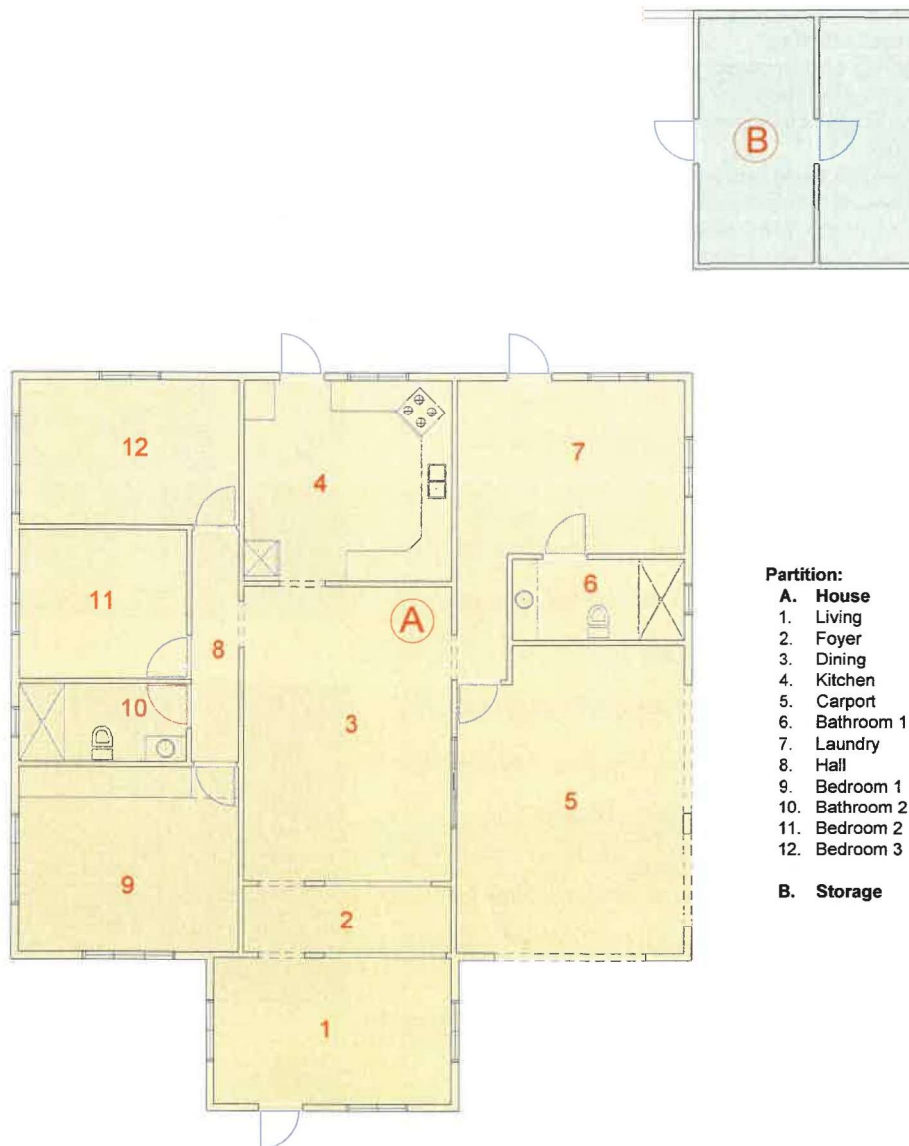 B
12
4
7
11
6
A
8
10
3
5
9
2
1
Partition:
A. House
1. Living
2. Foyer
3. Dining
4. Kitchen
5. Carport
6. Bathroom 1
7. Laundry
8. Hall
9. Bedroom 1
10. Bathroom 2
11. Bedroom 2
12. Bedroom 3
B. Storage